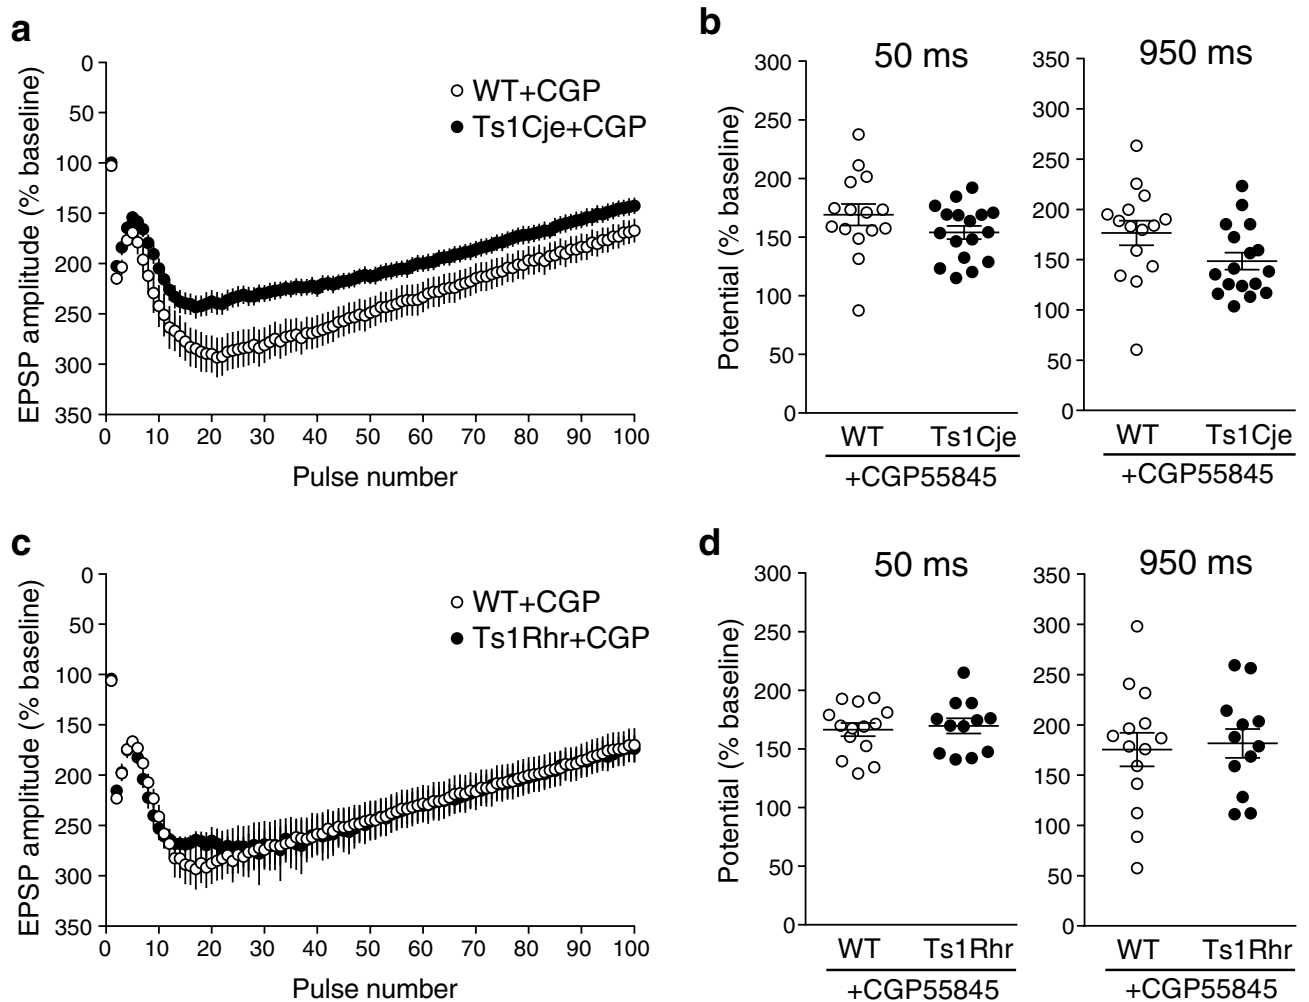 a
EPSP amplitude (% baseline)
0
50
100
150
200
250
300
350
WT+CGP
Ts1Cje+CGP
0 10 20 30 40 50 60 70 80 90 100
Pulse number
b
Potential (% baseline)
50 ms
300
250
200
150
100
50
0
WT Ts1Cje
+CGP55845
950 ms
350
300
250
200
150
100
50
0
WT Ts1Cje
+CGP55845
c
EPSP amplitude (% baseline)
0
50
100
150
200
250
300
350
WT+CGP
Ts1Rhr+CGP
0 10 20 30 40 50 60 70 80 90 100
Pulse number
d
Potential (% baseline)
50 ms
300
250
200
150
100
50
0
WT Ts1Rhr
+CGP55845
950 ms
350
300
250
200
150
100
50
0
WT Ts1Rhr
+CGP55845